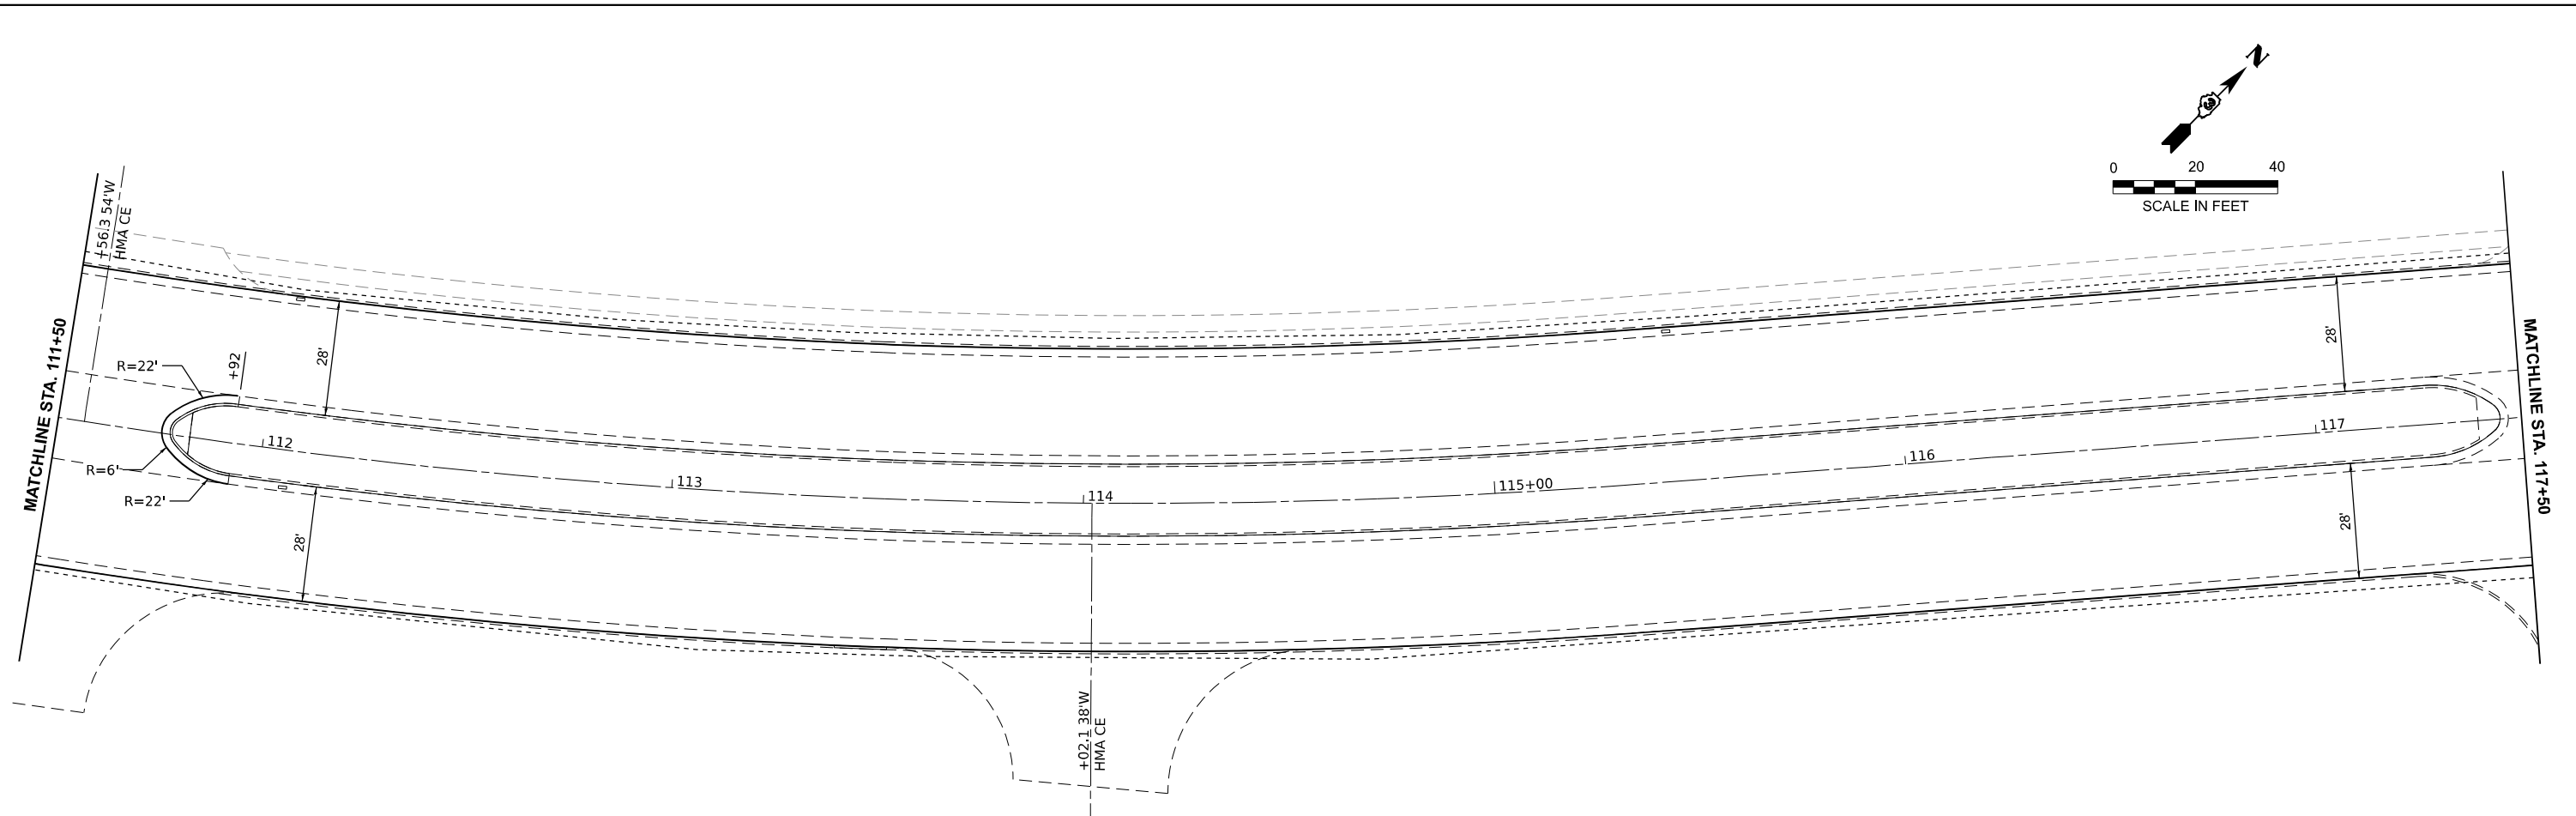 N
0 20 40
SCALE IN FEET
+56.3 54'W
HMA CE
MATCHLINE STA. 111+50
R=22'
+92
28'
28'
MATCHLINE STA. 117+50
112
R=6'
R=22'
113
114
115+00
116
117
28'
28'
+02.1 38'W
HMA CE